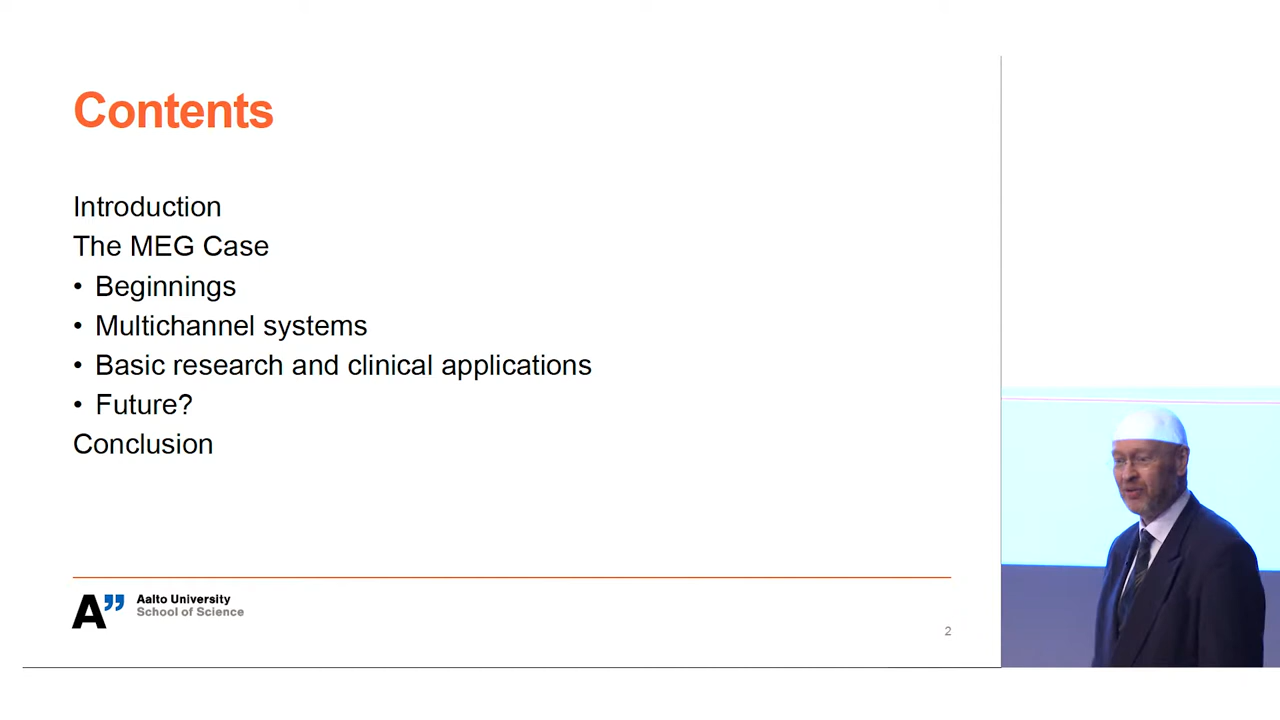 Contents
Introduction
The MEG Case
• Beginnings
• Multichannel systems
• Basic research and clinical applications
• Future?
Conclusion
A”
Aalto University
School of Science
2